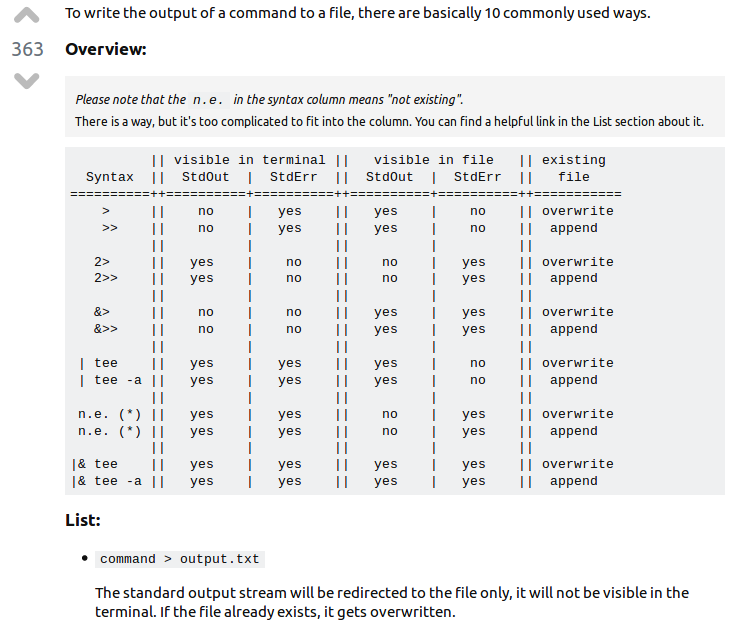 To write the output of a command to a file, there are basically 10 commonly used ways.
363
Overview:
Please note that the n.e. in the syntax column means "not existing".
There is a way, but it's too complicated to fit into the column. You can find a helpful link in the List section about it.
          || visible in terminal ||   visible in file   || existing
  Syntax  ||  StdOut  |  StdErr  ||  StdOut  |  StdErr  ||   file
==========++==========+==========++==========+==========++===========
    >     ||    no    |   yes    ||   yes    |    no    || overwrite
    >>    ||    no    |   yes    ||   yes    |    no    ||  append
          ||          |          ||          |          ||
   2>     ||   yes    |    no    ||    no    |   yes    || overwrite
   2>>    ||   yes    |    no    ||    no    |   yes    ||  append
          ||          |          ||          |          ||
   &>     ||    no    |    no    ||   yes    |   yes    || overwrite
   &>>    ||    no    |    no    ||   yes    |   yes    ||  append
          ||          |          ||          |          ||
 | tee    ||   yes    |   yes    ||   yes    |    no    || overwrite
 | tee -a ||   yes    |   yes    ||   yes    |    no    ||  append
          ||          |          ||          |          ||
 n.e. (*) ||   yes    |   yes    ||    no    |   yes    || overwrite
 n.e. (*) ||   yes    |   yes    ||    no    |   yes    ||  append
          ||          |          ||          |          ||
|& tee    ||   yes    |   yes    ||   yes    |   yes    || overwrite
|& tee -a ||   yes    |   yes    ||   yes    |   yes    ||  append
List:
• command > output.txt
The standard output stream will be redirected to the file only, it will not be visible in the
terminal. If the file already exists, it gets overwritten.